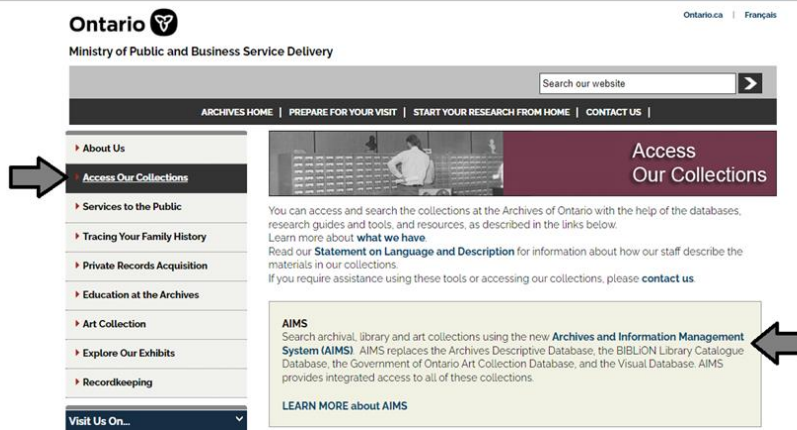 Ontario
Ontario.ca | Français
Ministry of Public and Business Service Delivery
Search our website
ARCHIVES HOME | PREPARE FOR YOUR VISIT | START YOUR RESEARCH FROM HOME | CONTACT US |
About Us
Access Our Collections
Services to the Public
Tracing Your Family History
Private Records Acquisition
Education at the Archives
Art Collection
Explore Our Exhibits
Recordkeeping
Visit Us On...
Access
Our Collections
You can access and search the collections at the Archives of Ontario with the help of the databases,
research guides and tools, and resources, as described in the links below.
Learn more about what we have.
Read our Statement on Language and Description for information about how our staff describe the
materials in our collections.
If you require assistance using these tools or accessing our collections, please contact us.
AIMS
Search archival, library and art collections using the new Archives and Information Management
System (AIMS). AIMS replaces the Archives Descriptive Database, the BIBLiON Library Catalogue
Database, the Government of Ontario Art Collection Database, and the Visual Database. AIMS
provides integrated access to all of these collections.
LEARN MORE about AIMS